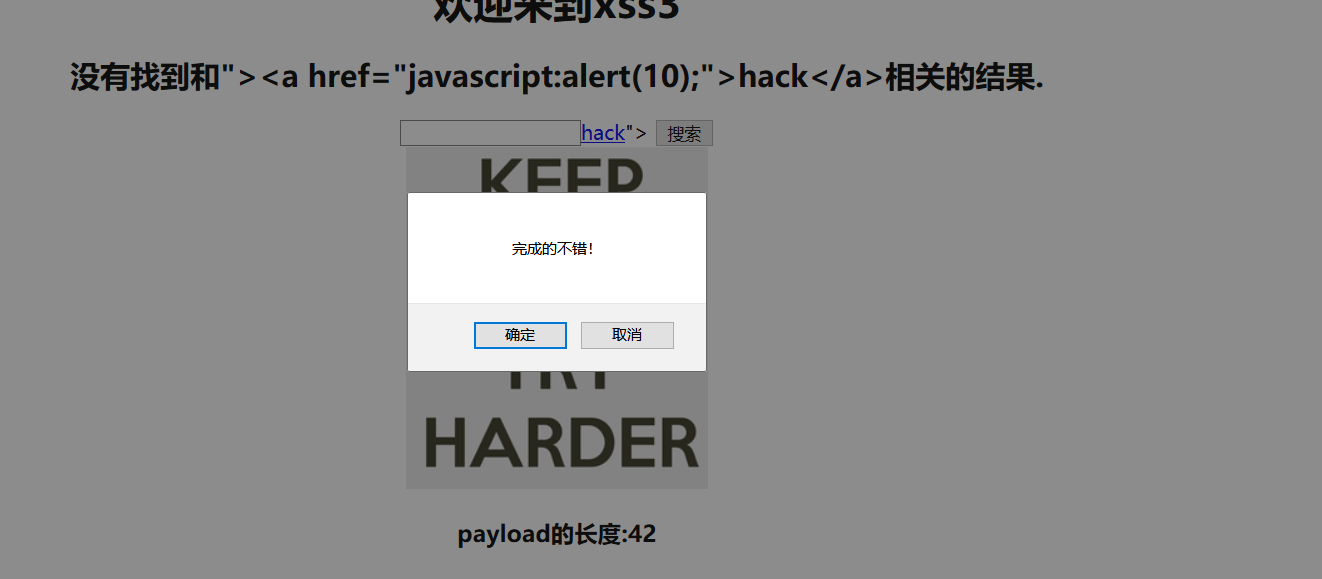 欢迎来到xss3
没有找到和"><a href="javascript:alert(10);">hack</a>相关的结果.
hack"> 搜索
KEEP
完成的不错！
确定 取消
TRY
HARDER
payload的长度:42